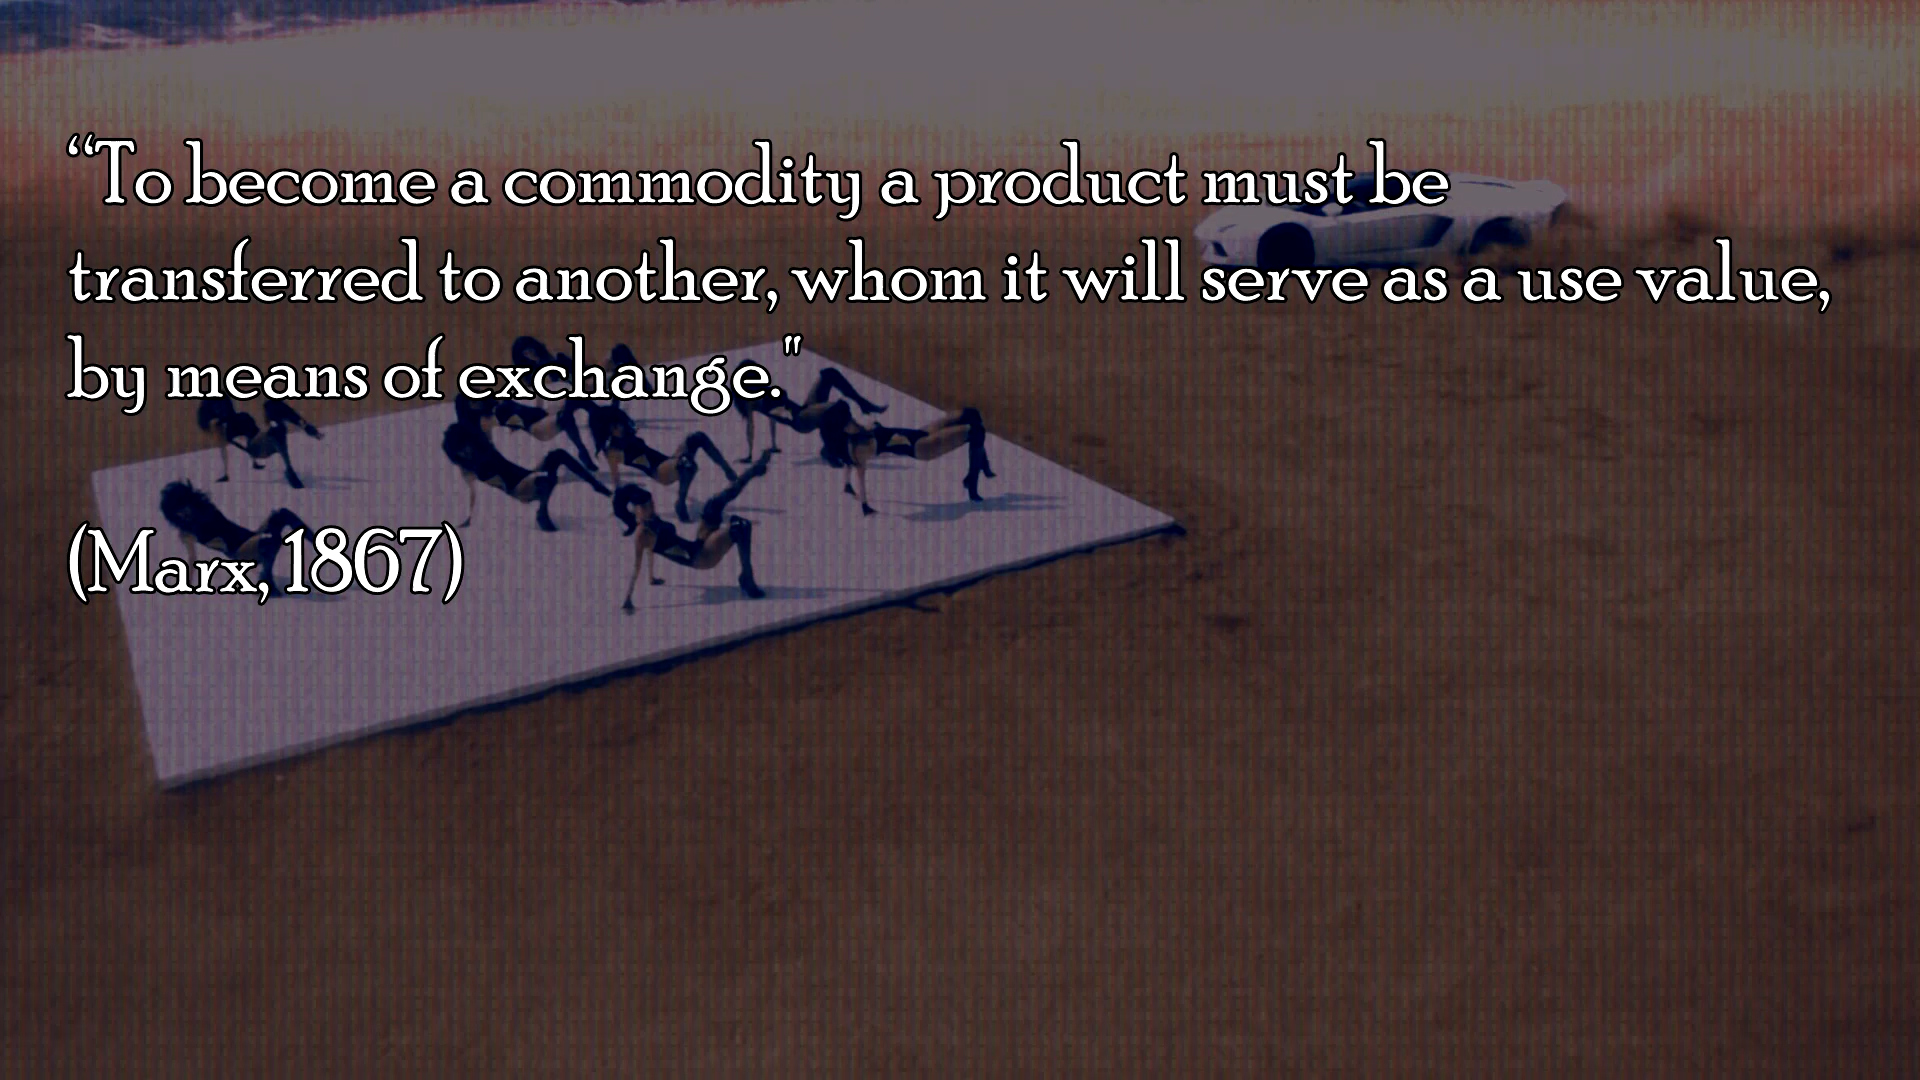 “To become a commodity a product must be
transferred to another, whom it will serve as a use value,
by means of exchange."
(Marx, 1867)